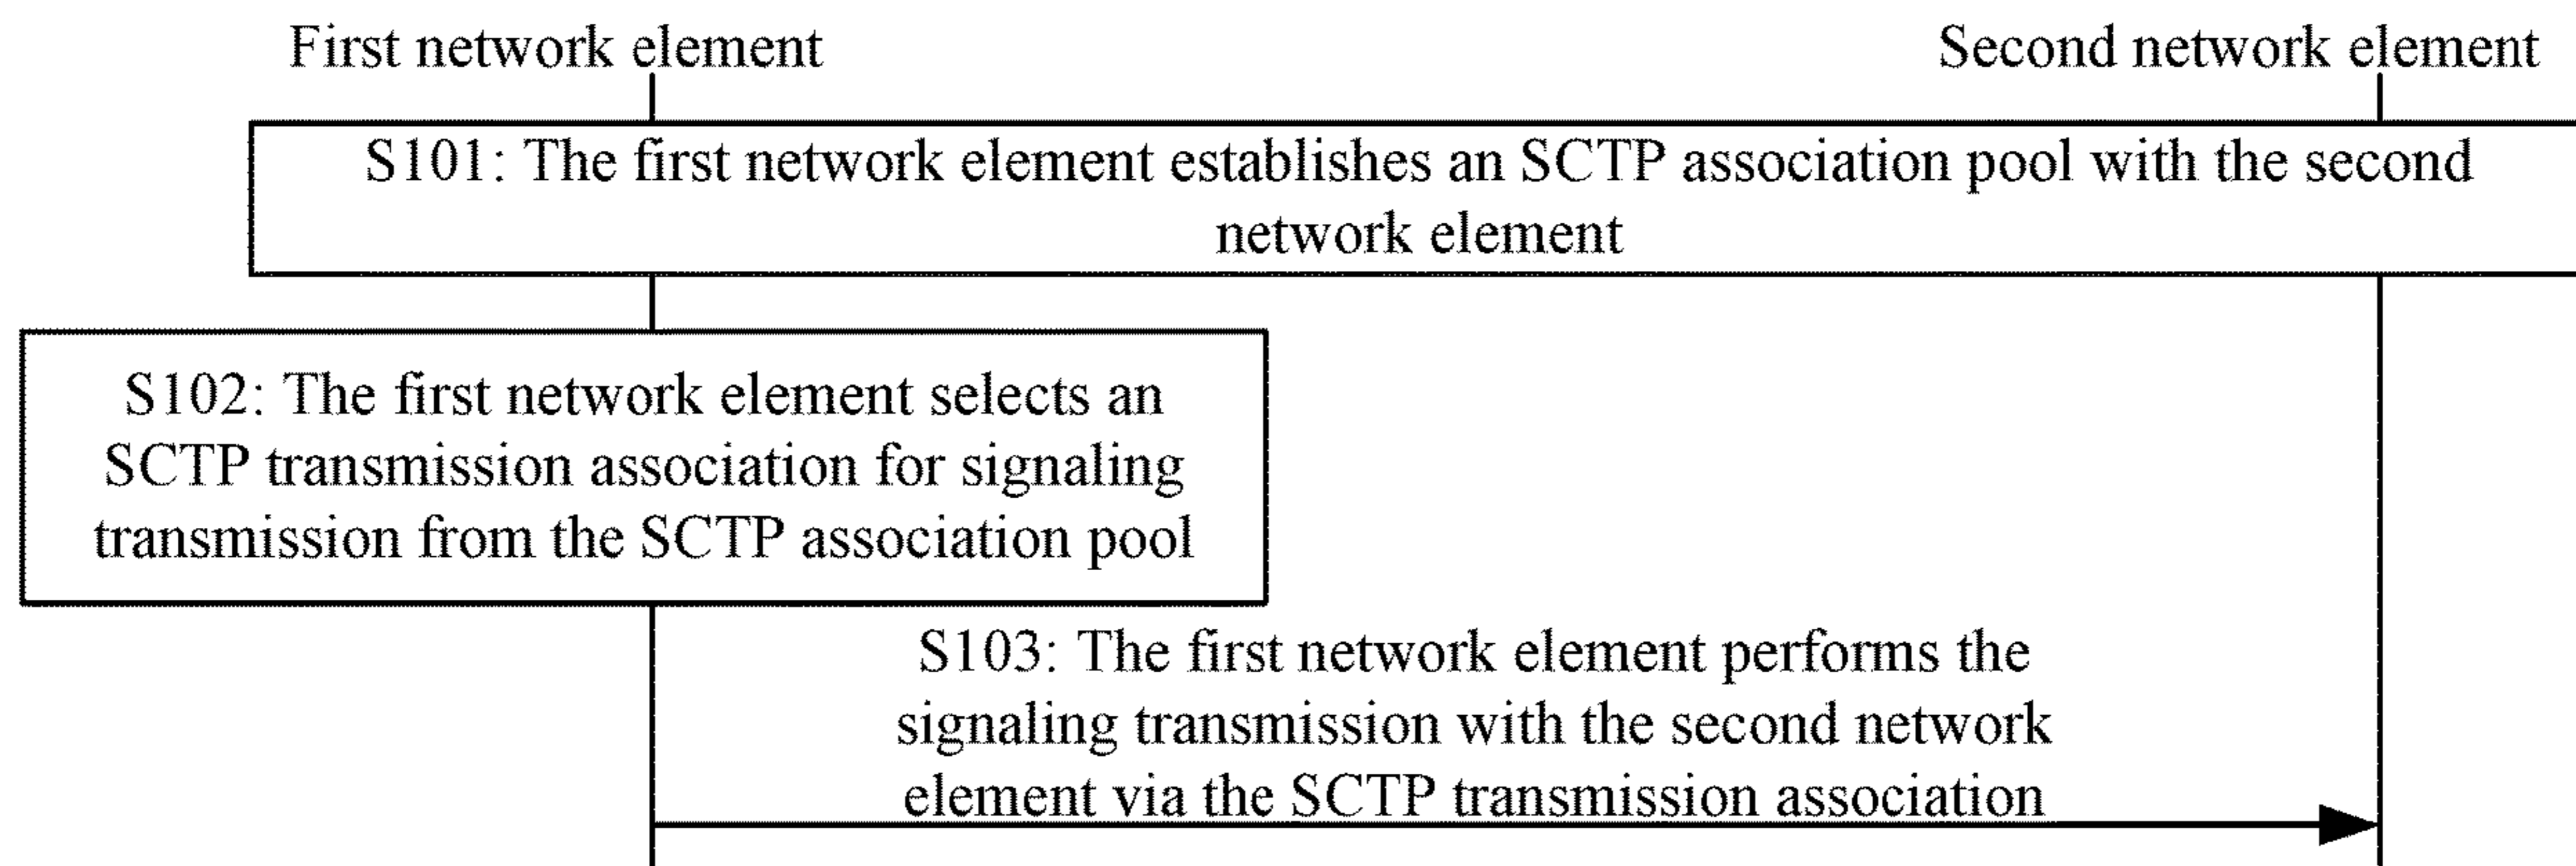 First network element
Second network element
S101: The first network element establishes an SCTP association pool with the second
network element
S102: The first network element selects an
SCTP transmission association for signaling
transmission from the SCTP association pool
S103: The first network element performs the
signaling transmission with the second network
element via the SCTP transmission association